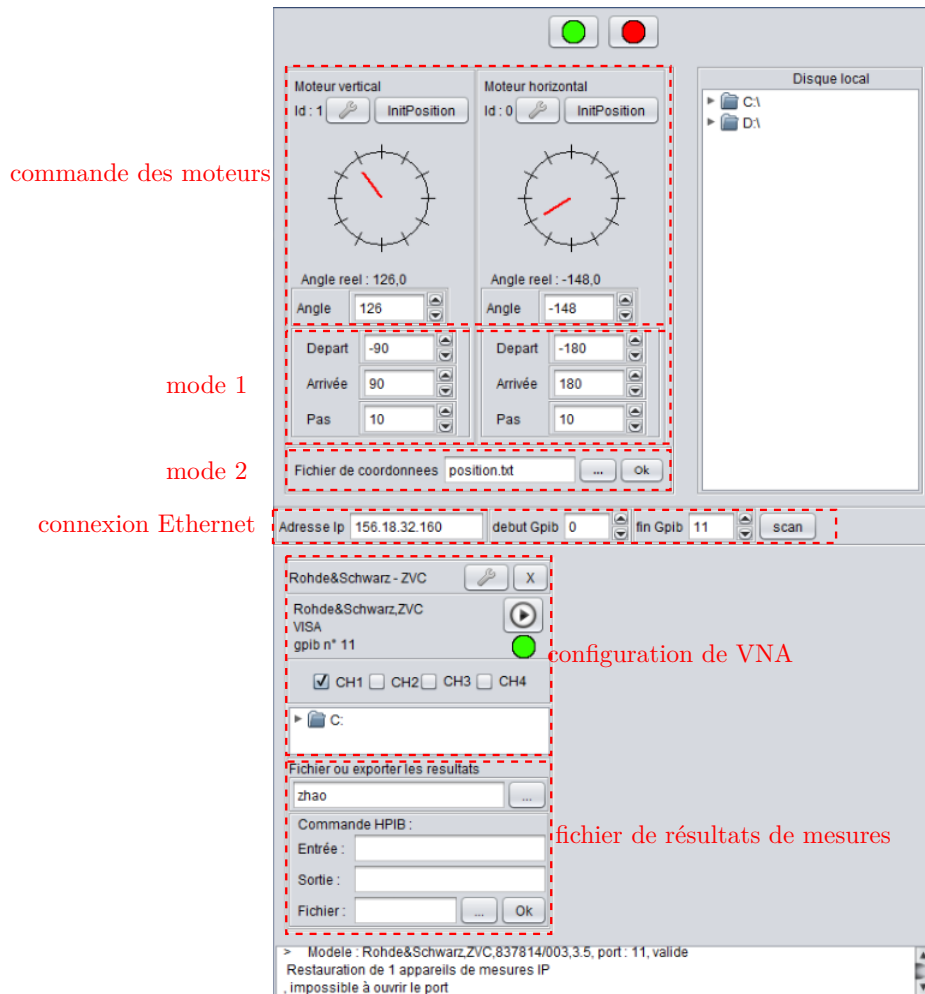 Moteur vertical
Id : 1 InitPosition
Moteur horizontal
Id : 0 InitPosition
Disque local
C:\
D:\
commande des moteurs
Angle reel : 126,0
Angle reel : -148,0
Angle 126
Angle -148
Depart -90
Depart -180
mode 1
Arrivée 90
Arrivée 180
Pas 10
Pas 10
mode 2
Fichier de coordonnees position.txt ... Ok
connexion Ethernet
Adresse Ip 156.18.32.160 debut Gpib 0 fin Gpib 11 scan
Rohde&Schwarz - ZVC X
Rohde&Schwarz,ZVC
VISA
gpib n° 11
configuration de VNA
CH1 CH2 CH3 CH4
C:
Fichier ou exporter les resultats
zhao ...
Commande HPIB :
fichier de résultats de mesures
Entrée :
Sortie :
Fichier : ... Ok
> Modele : Rohde&Schwarz,ZVC,837814/003,3.5, port : 11, valide
Restauration de 1 appareils de mesures IP
, impossible à ouvrir le port